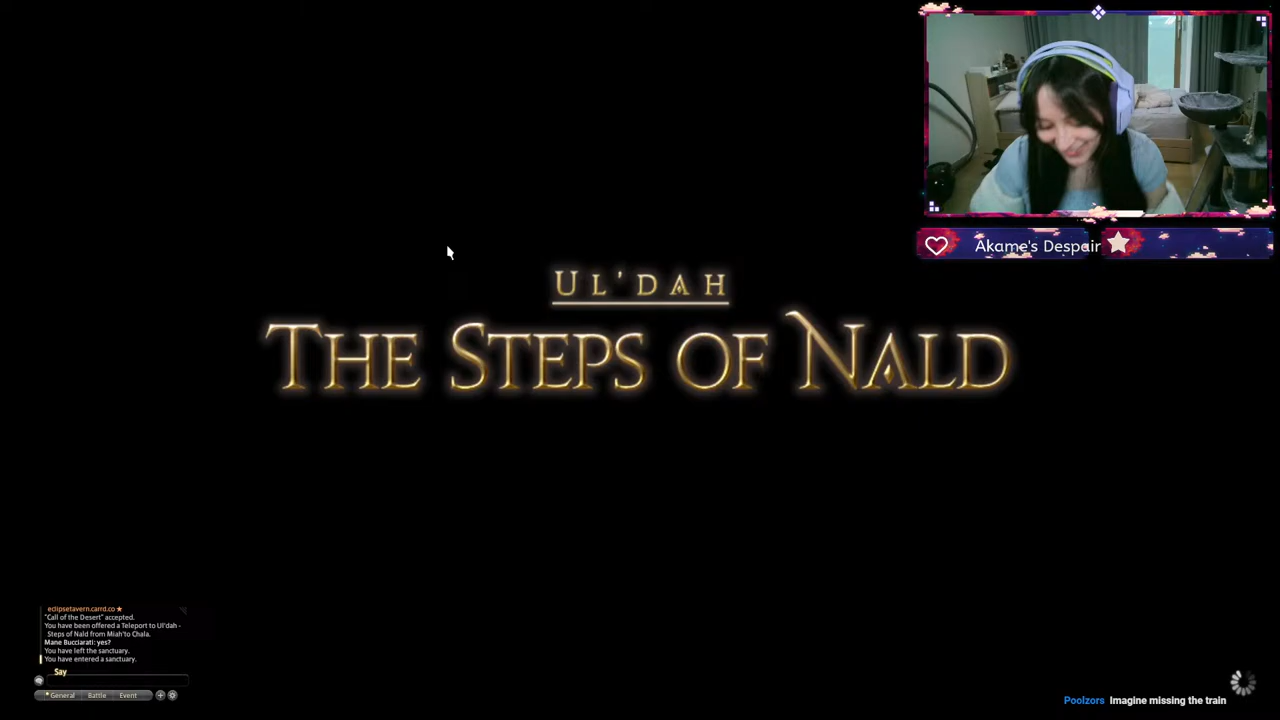 UL'DAH
THE STEPS OF NALD
Akame's Despair
eclipsetavern.carrd.co★
"Call of the Desert" accepted.
You have been offered a Teleport to Ul'dah -
Steps of Nald from Miah'to Chala.
Mane Bucciarati: yes?
You have left the sanctuary.
You have entered a sanctuary.
Say
General Battle Event
Poolzors Imagine missing the train